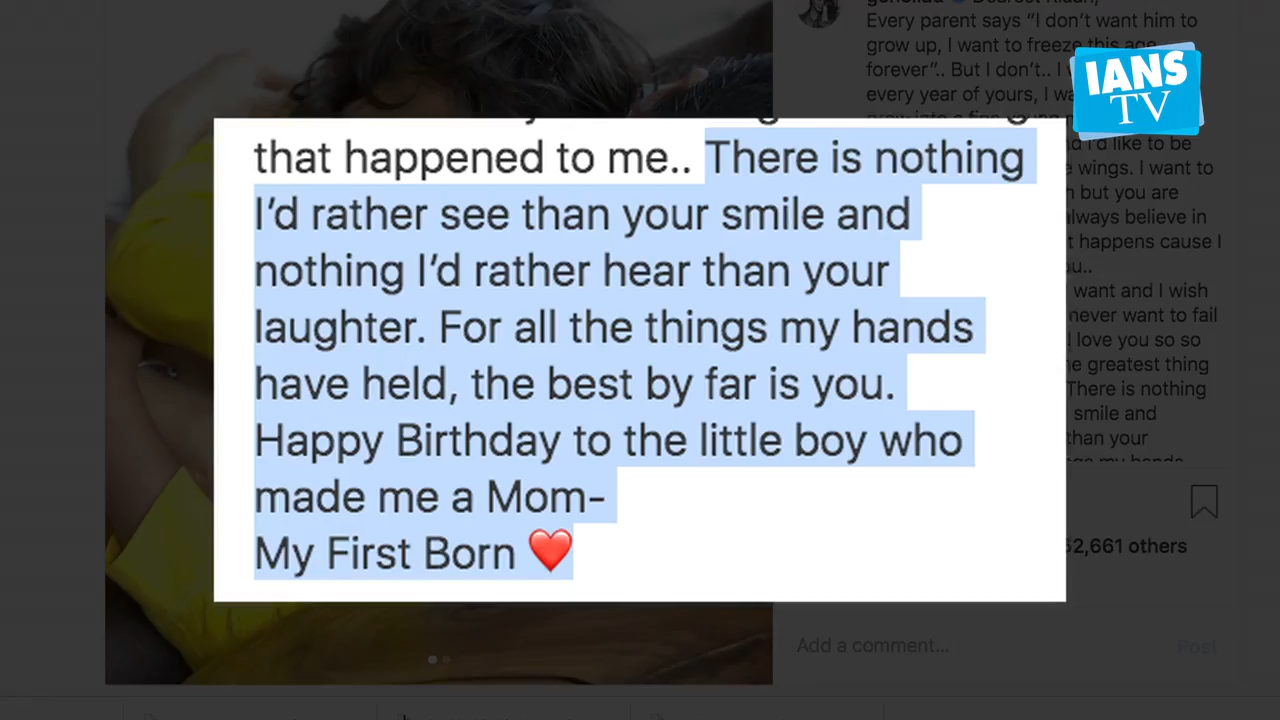 Every parent says “I don’t want him to
grow up, I want to freeze this age
forever”.. But I don’t.. I
every year of yours, I
IANS
TV
I’d like to be
wings. I want to
but you are
always believe in
happens cause I
want and I wish
never want to fail
love you so so
greatest thing
There is nothing
smile and
than your
that happened to me.. There is nothing
I’d rather see than your smile and
nothing I’d rather hear than your
laughter. For all the things my hands
have held, the best by far is you.
Happy Birthday to the little boy who
made me a Mom-
My First Born ❤️
52,661 others
Add a comment...
Post